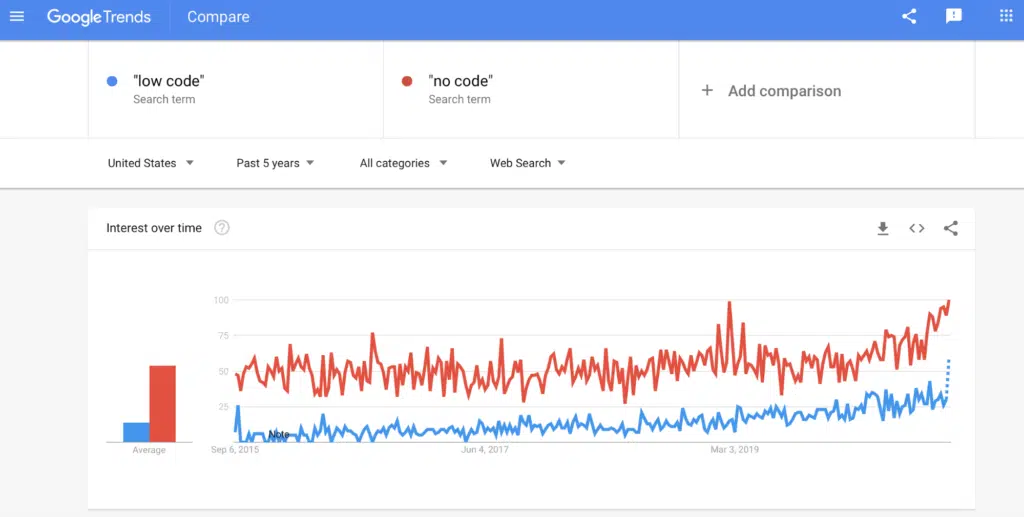 Google Trends Compare
"low code"
Search term
"no code"
Search term
+ Add comparison
United States Past 5 years All categories Web Search
Interest over time ?
100
75
50
25
Note
Average
Sep 6, 2015 Jun 4, 2017 Mar 3, 2019